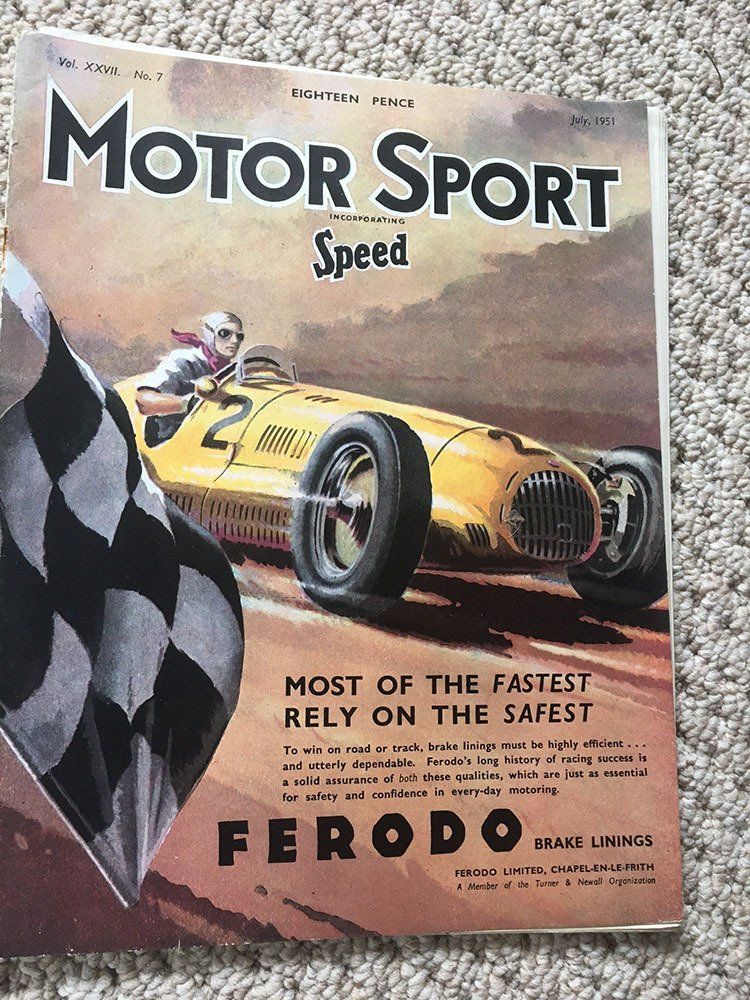 Vol. XXVII. No. 7
EIGHTEEN PENCE
July, 1951
MOTOR SPORT
INCORPORATING
Speed
2
2
MOST OF THE FASTEST
RELY ON THE SAFEST
To win on road or track, brake linings must be highly efficient . . .
and utterly dependable. Ferodo's long history of racing success is
a solid assurance of both these qualities, which are just as essential
for safety and confidence in every-day motoring.
FERODO BRAKE LININGS
FERODO LIMITED, CHAPEL-EN-LE-FRITH
A Member of the Turner & Newall Organization